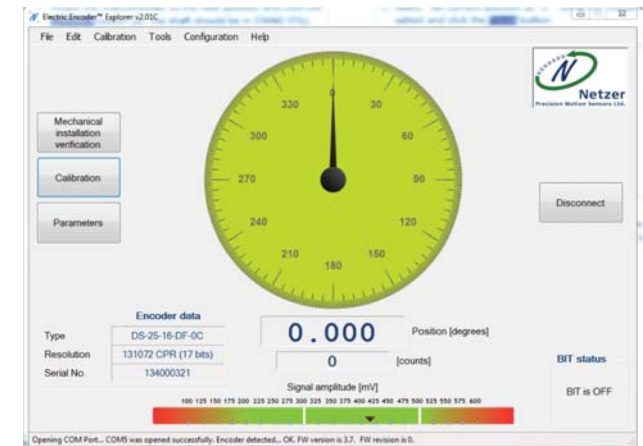 Electric Encoder™ Explorer v2.01C
File Edit Calibration Tools Configuration Help
Netzer
Precision Motion Sensors Ltd.
Mechanical
installation
verification
Calibration
Parameters
0
330 30
300 60
270 90
240 120
210 150
180
Disconnect
Encoder data
Type DS-25-16-DF-0C
Resolution 131072 CPR (17 bits)
Serial No. 134000321
0.000 Position [degrees]
0 [counts]
BIT status
BIT is OFF
Signal amplitude [mV]
100 125 150 175 200 225 250 275 300 325 350 375 400 425 450 475 500 525 550 575 600
Opening COM Port... COM5 was opened successfully. Encoder detected... OK. FW version is 3.7. FW revision is 0.